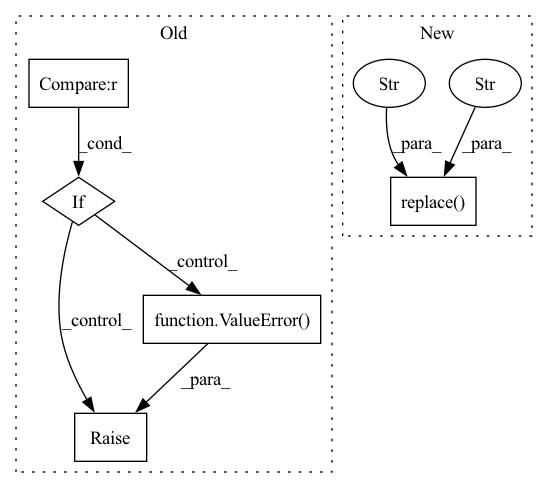 Old
New
Compare:r
Str
Str
_cond_
_para_
_para_
If
replace()
_control_
function.ValueError()
_control_
_para_
Raise